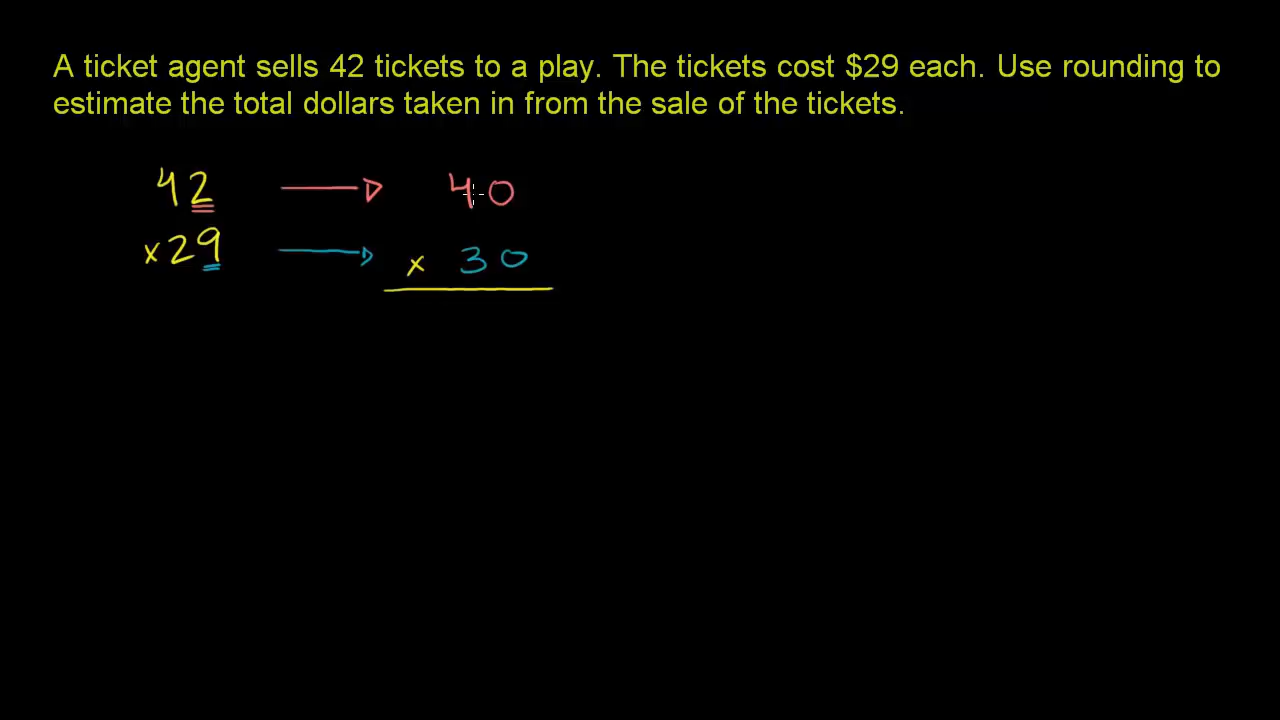 A ticket agent sells 42 tickets to a play. The tickets cost $29 each. Use rounding to
estimate the total dollars taken in from the sale of the tickets.
42 → 40
x29 → x 30